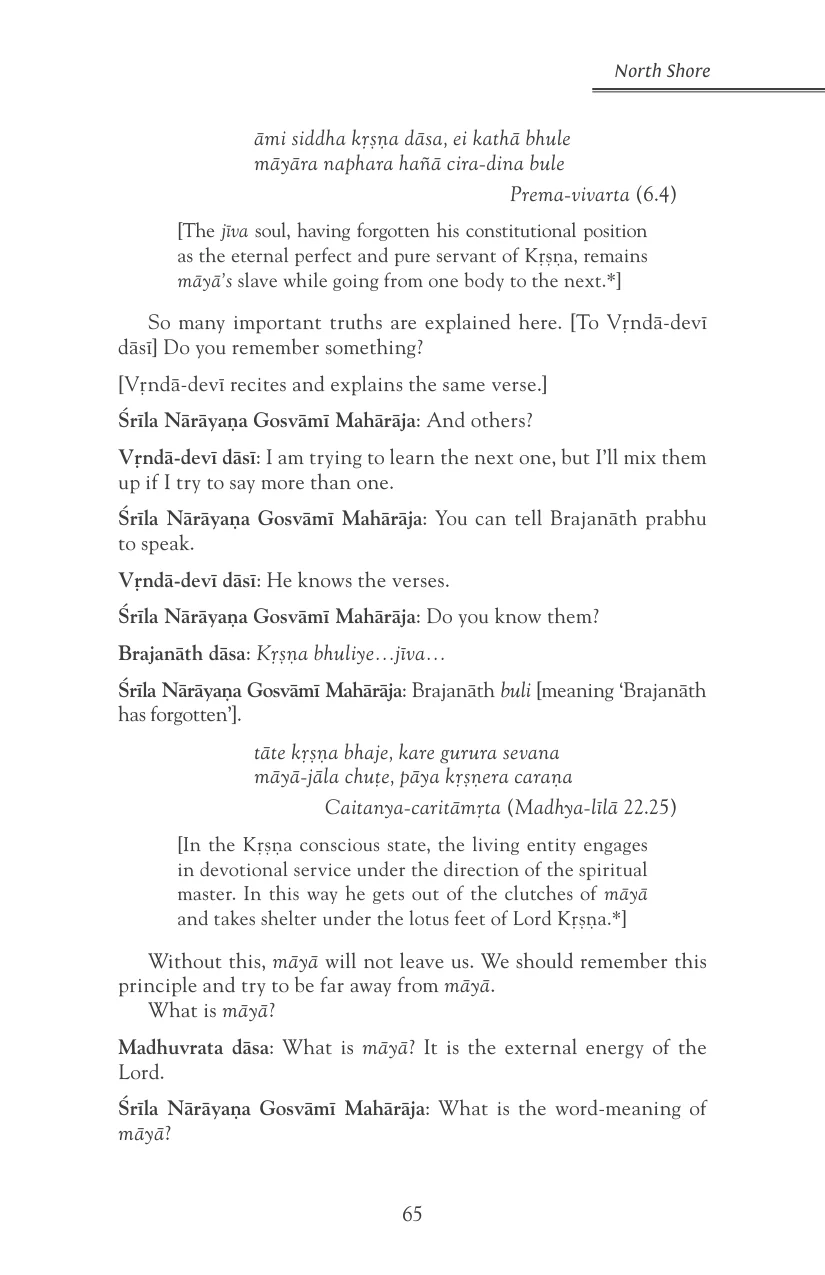 North Shore
āmi siddha kṛṣṇa dāsa, ei kathā bhule
māyāra naphara hañā cira-dina bule
Prema-vivarta (6.4)
[The jīva soul, having forgotten his constitutional position
as the eternal perfect and pure servant of Kṛṣṇa, remains
māyā’s slave while going from one body to the next.*]
So many important truths are explained here. [To Vṛndā-devī
dāsī] Do you remember something?
[Vṛndā-devī recites and explains the same verse.]
Śrīla Nārāyaṇa Gosvāmī Mahārāja: And others?
Vṛndā-devī dāsī: I am trying to learn the next one, but I’ll mix them
up if I try to say more than one.
Śrīla Nārāyaṇa Gosvāmī Mahārāja: You can tell Brajanāth prabhu
to speak.
Vṛndā-devī dāsī: He knows the verses.
Śrīla Nārāyaṇa Gosvāmī Mahārāja: Do you know them?
Brajanāth dāsa: Kṛṣṇa bhuliye…jīva…
Śrīla Nārāyaṇa Gosvāmī Mahārāja: Brajanāth buli [meaning ‘Brajanāth
has forgotten’].
tāte kṛṣṇa bhaje, kare gurura sevana
māyā-jāla chuṭe, pāya kṛṣṇera caraṇa
Caitanya-caritāmṛta (Madhya-līlā 22.25)
[In the Kṛṣṇa conscious state, the living entity engages
in devotional service under the direction of the spiritual
master. In this way he gets out of the clutches of māyā
and takes shelter under the lotus feet of Lord Kṛṣṇa.*]
Without this, māyā will not leave us. We should remember this
principle and try to be far away from māyā.
What is māyā?
Madhuvrata dāsa: What is māyā? It is the external energy of the
Lord.
Śrīla Nārāyaṇa Gosvāmī Mahārāja: What is the word-meaning of
māyā?
65